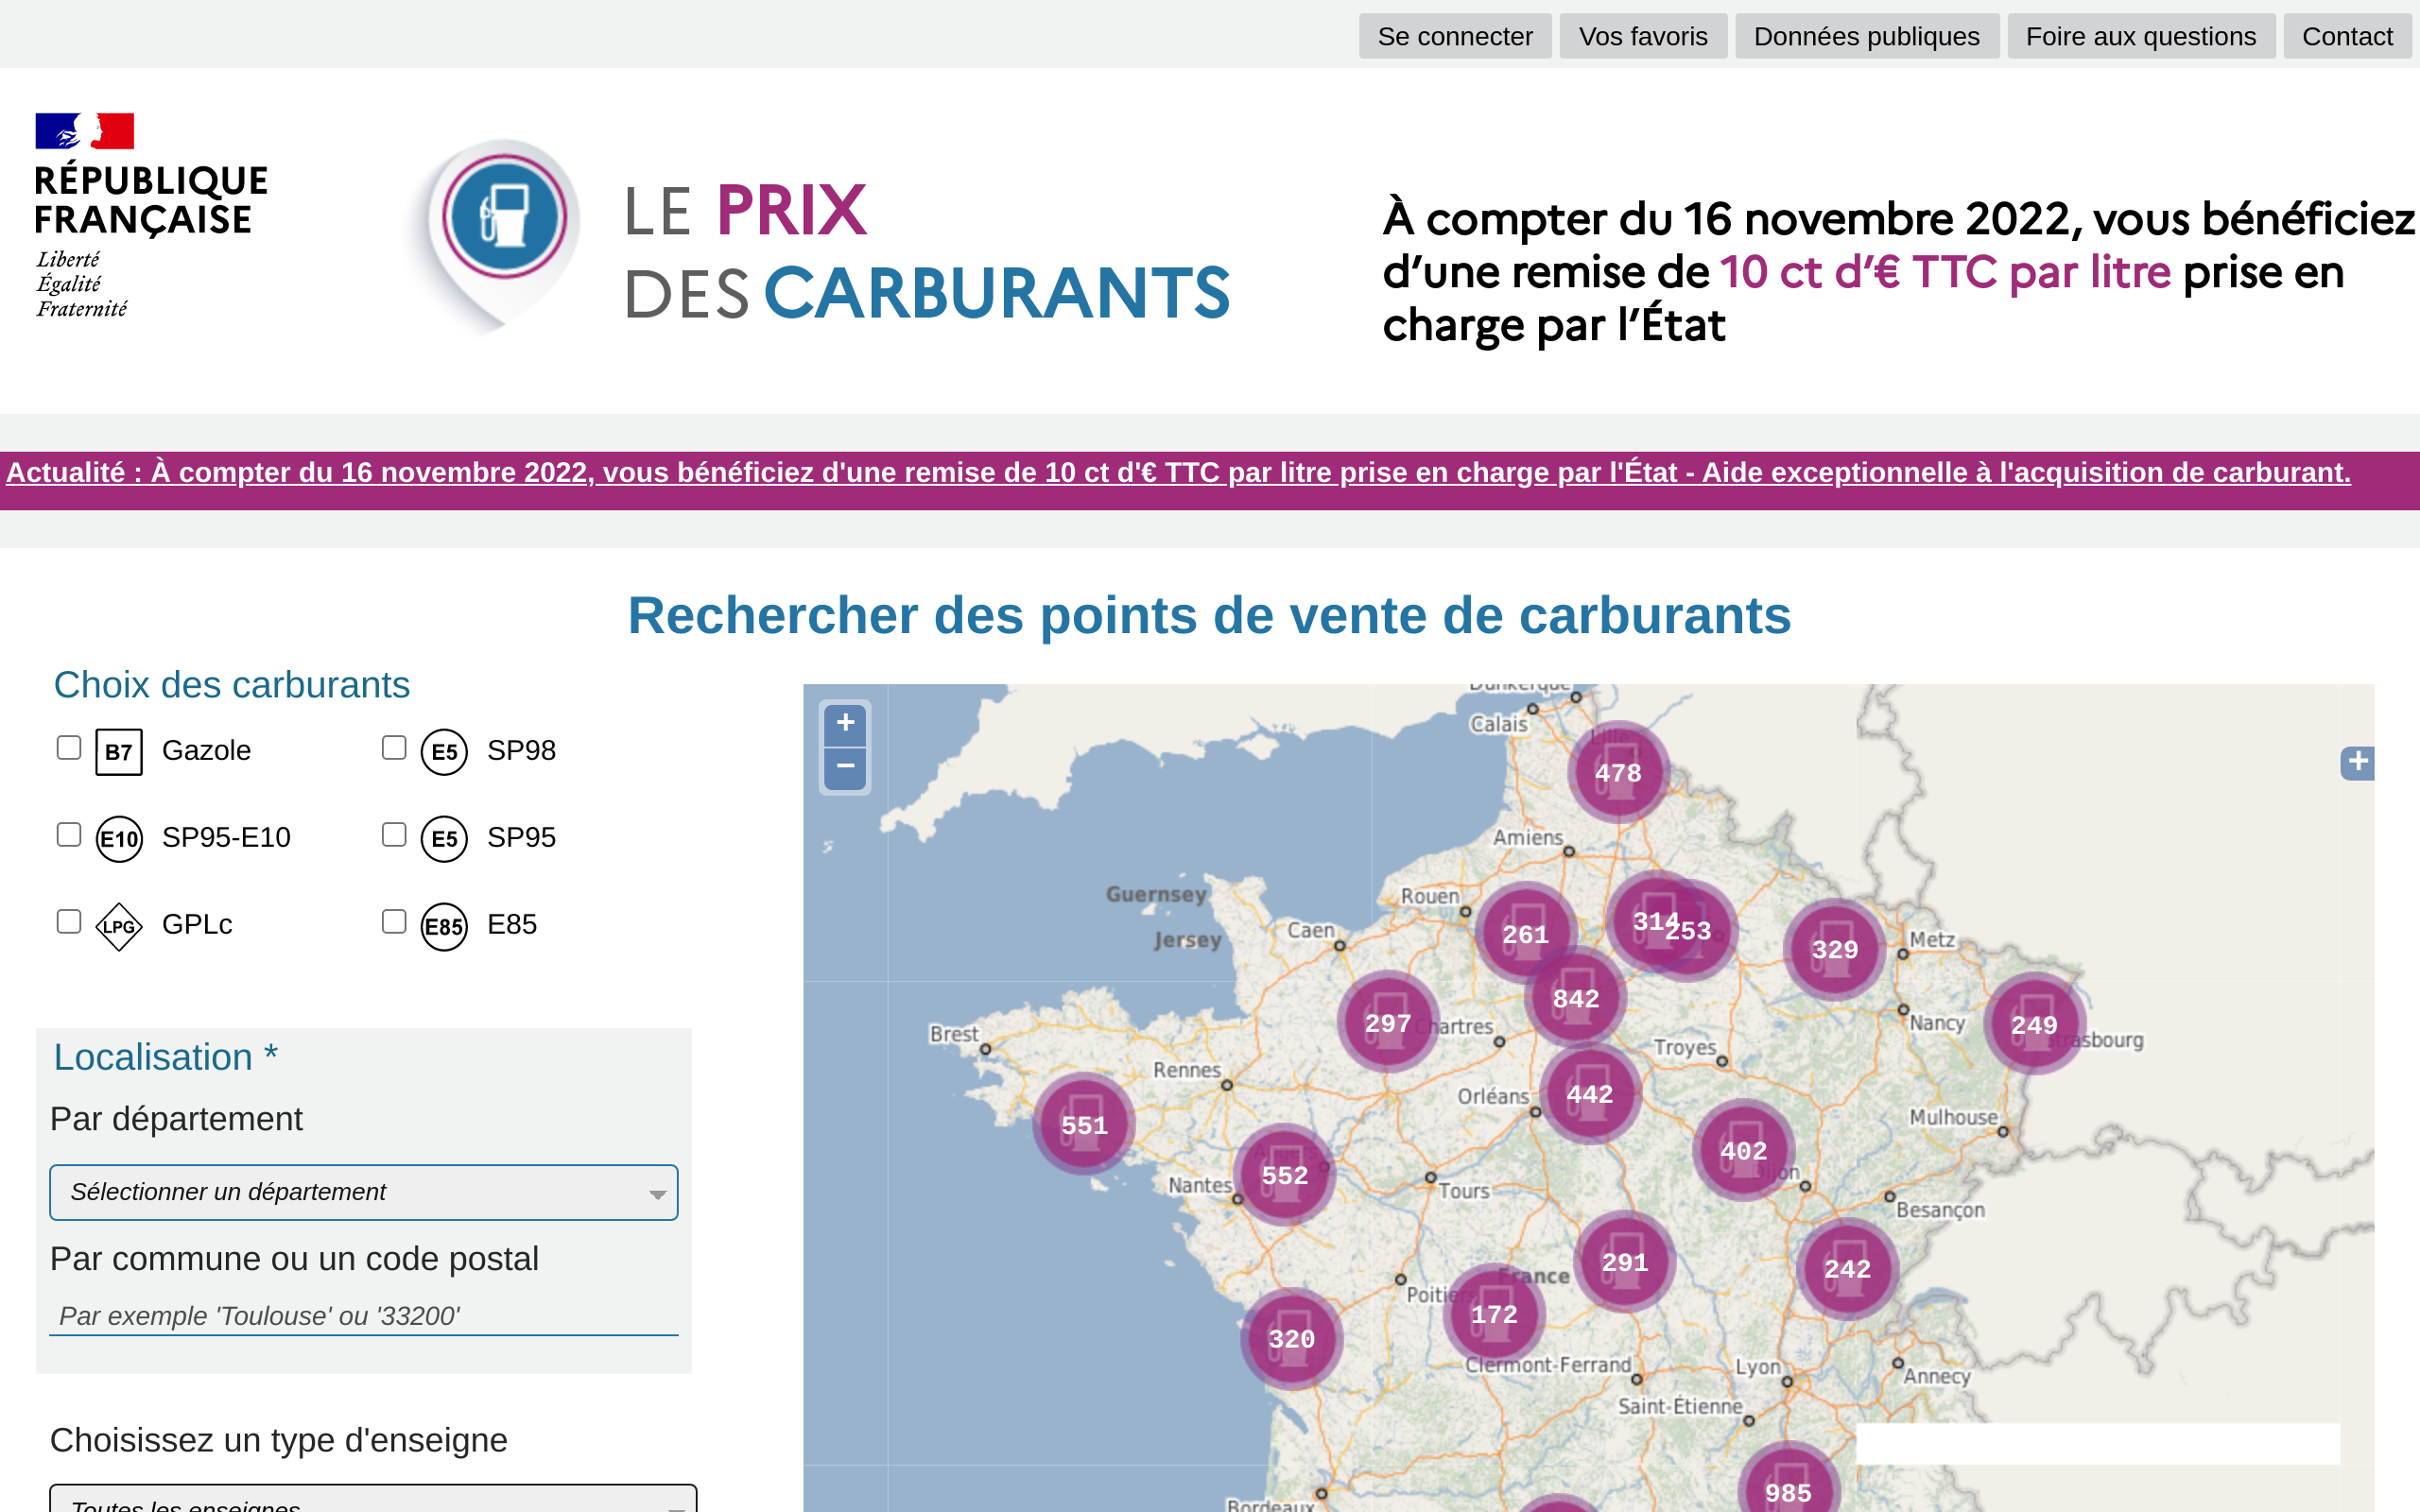 Se connecter
Vos favoris
Données publiques
Foire aux questions
Contact
RÉPUBLIQUE
FRANÇAISE
Liberté
Égalité
Fraternité
LE PRIX
DES CARBURANTS
À compter du 16 novembre 2022, vous bénéficiez
d’une remise de 10 ct d’€ TTC par litre prise en
charge par l’État
Actualité : À compter du 16 novembre 2022, vous bénéficiez d'une remise de 10 ct d'€ TTC par litre prise en charge par l'État - Aide exceptionnelle à l'acquisition de carburant.
Rechercher des points de vente de carburants
Choix des carburants
B7 Gazole
E5 SP98
E10 SP95-E10
E5 SP95
LPG GPLc
E85 E85
Localisation *
Par département
Sélectionner un département
Par commune ou un code postal
Par exemple 'Toulouse' ou '33200'
Choisissez un type d'enseigne
Toutes les enseignes
+
−
+
Dunkerque
Calais
Lille
478
Amiens
Guernsey
Rouen
Jersey
Caen
261
314
253
329
Metz
842
297
Chartres
Nancy
249
Strasbourg
Brest
Troyes
Rennes
442
Orléans
551
Mulhouse
402
Dijon
Angers
552
Nantes
Tours
Besançon
291
242
France
Poitiers
172
320
Clermont-Ferrand
Lyon
Annecy
Saint-Étienne
985
Bordeaux